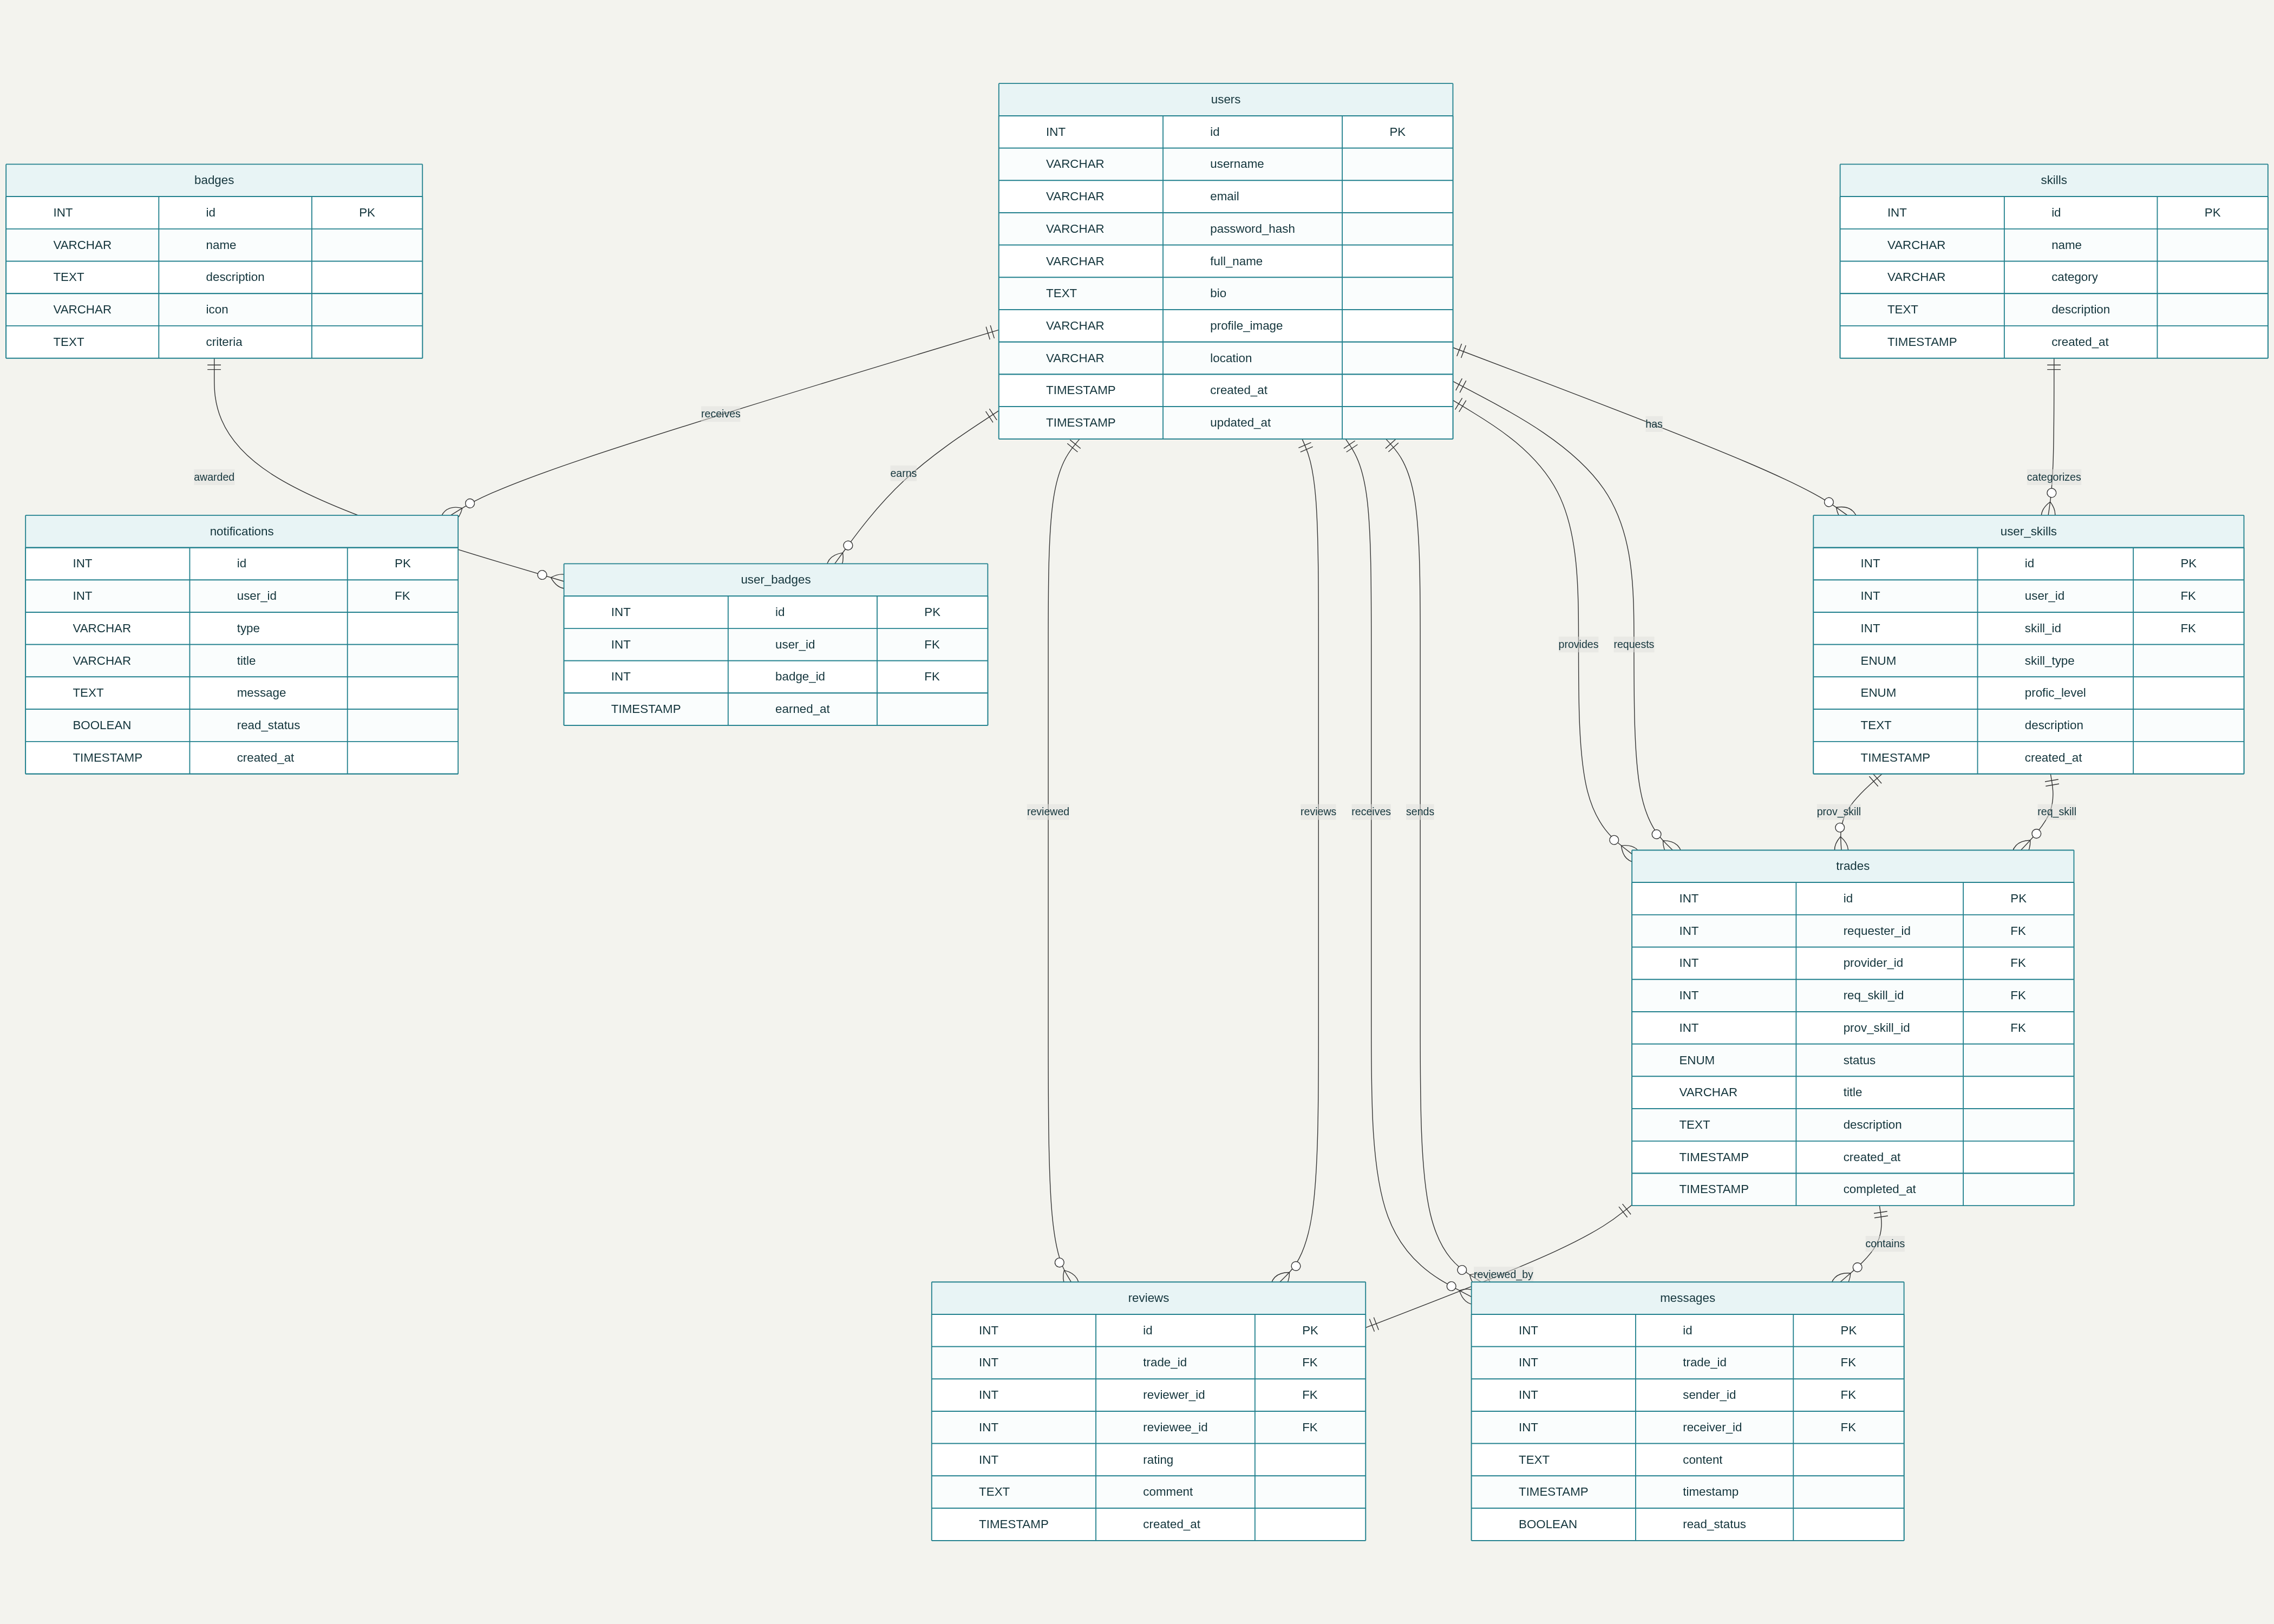 users
INT id PK
VARCHAR username
VARCHAR email
VARCHAR password_hash
VARCHAR full_name
TEXT bio
VARCHAR profile_image
VARCHAR location
TIMESTAMP created_at
TIMESTAMP updated_at
badges
INT id PK
VARCHAR name
TEXT description
VARCHAR icon
TEXT criteria
skills
INT id PK
VARCHAR name
VARCHAR category
TEXT description
TIMESTAMP created_at
receives
has
earns
awarded
categorizes
notifications
INT id PK
INT user_id FK
VARCHAR type
VARCHAR title
TEXT message
BOOLEAN read_status
TIMESTAMP created_at
user_badges
INT id PK
INT user_id FK
INT badge_id FK
TIMESTAMP earned_at
provides
requests
user_skills
INT id PK
INT user_id FK
INT skill_id FK
ENUM skill_type
ENUM profic_level
TEXT description
TIMESTAMP created_at
reviewed
reviews
receives
sends
prov_skill
req_skill
trades
INT id PK
INT requester_id FK
INT provider_id FK
INT req_skill_id FK
INT prov_skill_id FK
ENUM status
VARCHAR title
TEXT description
TIMESTAMP created_at
TIMESTAMP completed_at
contains
reviewed_by
reviews
INT id PK
INT trade_id FK
INT reviewer_id FK
INT reviewee_id FK
INT rating
TEXT comment
TIMESTAMP created_at
messages
INT id PK
INT trade_id FK
INT sender_id FK
INT receiver_id FK
TEXT content
TIMESTAMP timestamp
BOOLEAN read_status